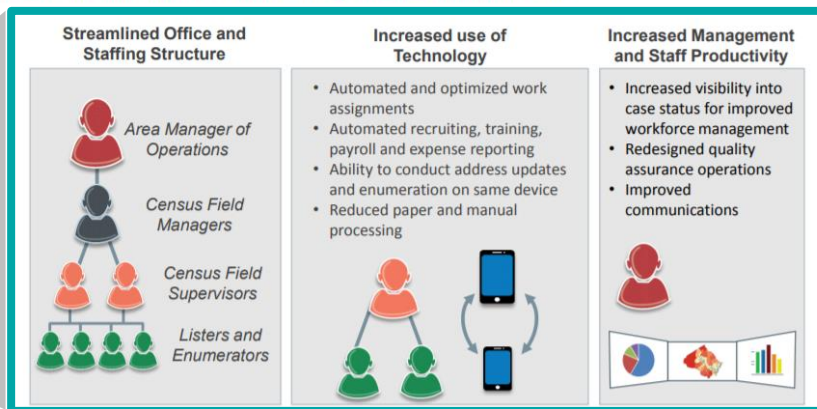 Streamlined Office and
Staffing Structure
Area Manager of
Operations
Census Field
Managers
Census Field
Supervisors
Listers and
Enumerators
Increased use of
Technology
• Automated and optimized work
assignments
• Automated recruiting, training,
payroll and expense reporting
• Ability to conduct address updates
and enumeration on same device
• Reduced paper and manual
processing
Increased Management
and Staff Productivity
• Increased visibility into
case status for improved
workforce management
• Redesigned quality
assurance operations
• Improved
communications